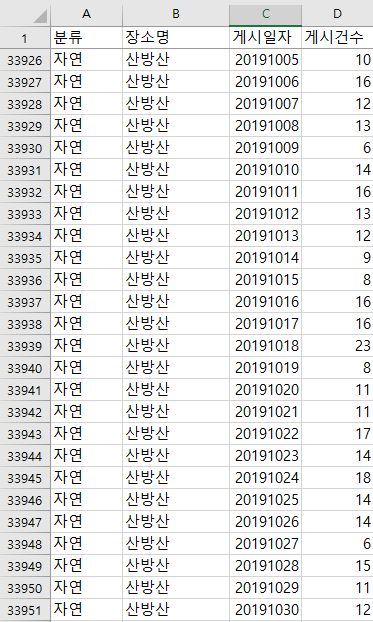 A B C D
1 분류 장소명 게시일자 게시건수
33926 자연 산방산 20191005 10
33927 자연 산방산 20191006 16
33928 자연 산방산 20191007 12
33929 자연 산방산 20191008 13
33930 자연 산방산 20191009 6
33931 자연 산방산 20191010 14
33932 자연 산방산 20191011 16
33933 자연 산방산 20191012 13
33934 자연 산방산 20191013 12
33935 자연 산방산 20191014 9
33936 자연 산방산 20191015 8
33937 자연 산방산 20191016 16
33938 자연 산방산 20191017 16
33939 자연 산방산 20191018 23
33940 자연 산방산 20191019 8
33941 자연 산방산 20191020 11
33942 자연 산방산 20191021 11
33943 자연 산방산 20191022 17
33944 자연 산방산 20191023 14
33945 자연 산방산 20191024 18
33946 자연 산방산 20191025 14
33947 자연 산방산 20191026 14
33948 자연 산방산 20191027 6
33949 자연 산방산 20191028 15
33950 자연 산방산 20191029 11
33951 자연 산방산 20191030 12